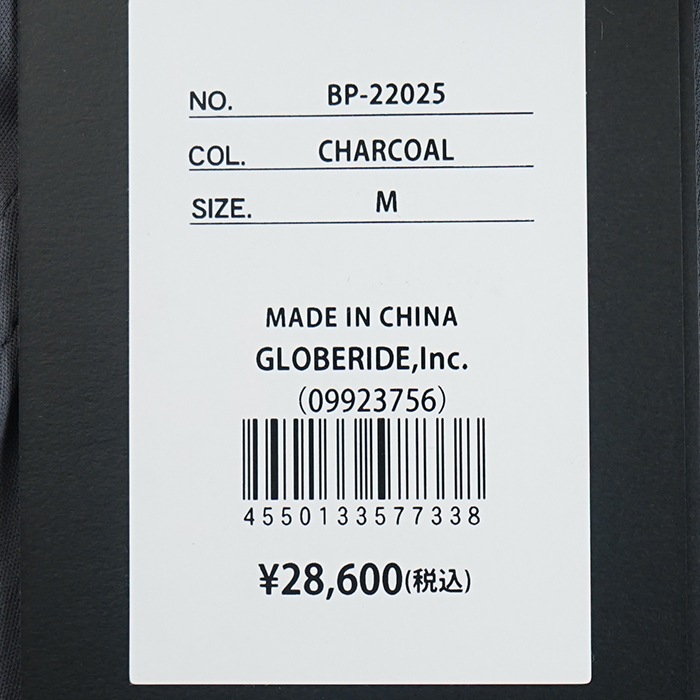 NO. BP-22025
COL. CHARCOAL
SIZE. M
MADE IN CHINA
GLOBERIDE,Inc.
(09923756)
4550133577338
¥28,600(税込)